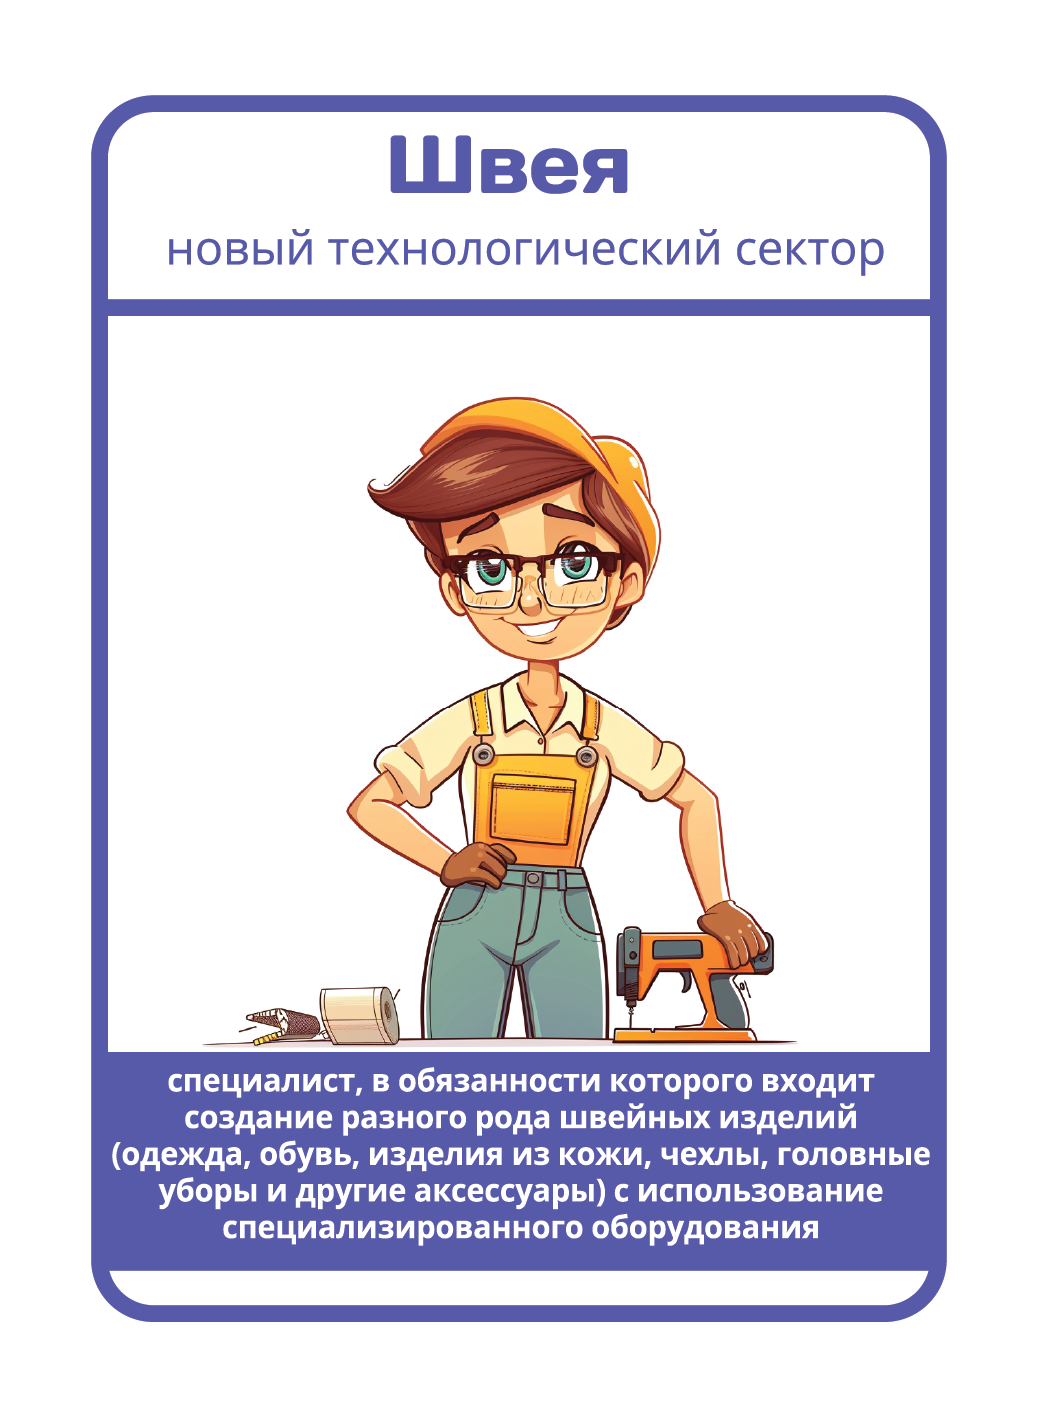 Швея
новый технологический сектор
специалист, в обязанности которого входит
создание разного рода швейных изделий
(одежда, обувь, изделия из кожи, чехлы, головные
уборы и другие аксессуары) с использование
специализированного оборудования